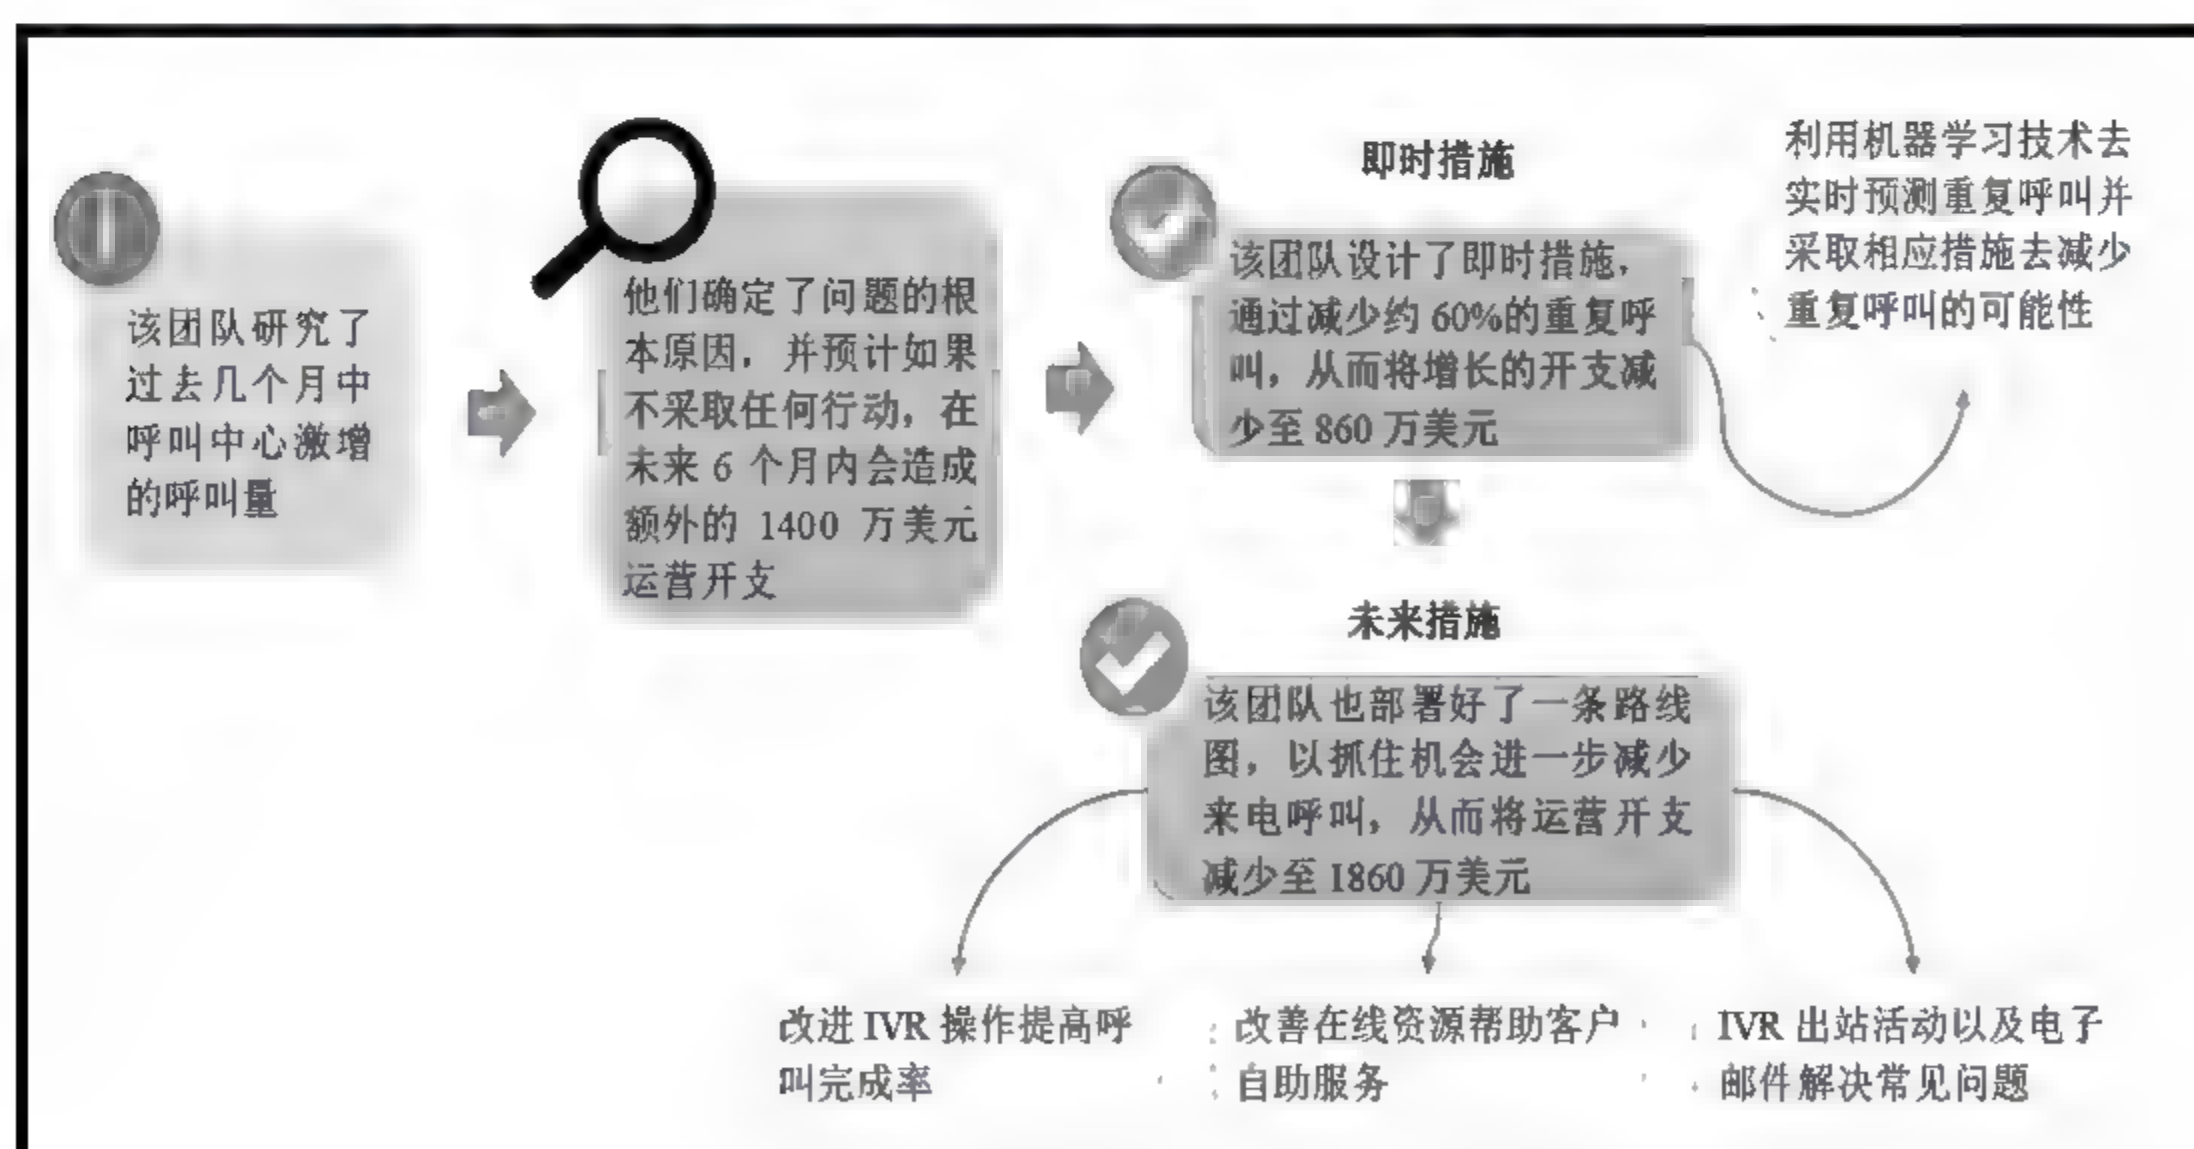 该团队研究了
过去几个月中
呼叫中心激增
的呼叫量
他们确定了问题的根
本原因，并预计如果
不采取任何行动，在
未来 6 个月内会造成
额外的 1400 万美元
运营开支
即时措施
该团队设计了即时措施，
通过减少约 60%的重复呼
叫，从而将增长的开支减
少至 860 万美元
利用机器学习技术去
实时预测重复呼叫并
采取相应措施去减少
重复呼叫的可能性
未来措施
该团队也部署好了一条路线
图，以抓住机会进一步减少
来电呼叫，从而将运营开支
减少至 1860 万美元
改进 IVR 操作提高呼
叫完成率
改善在线资源帮助客户
自助服务
IVR 出站活动以及电子
邮件解决常见问题